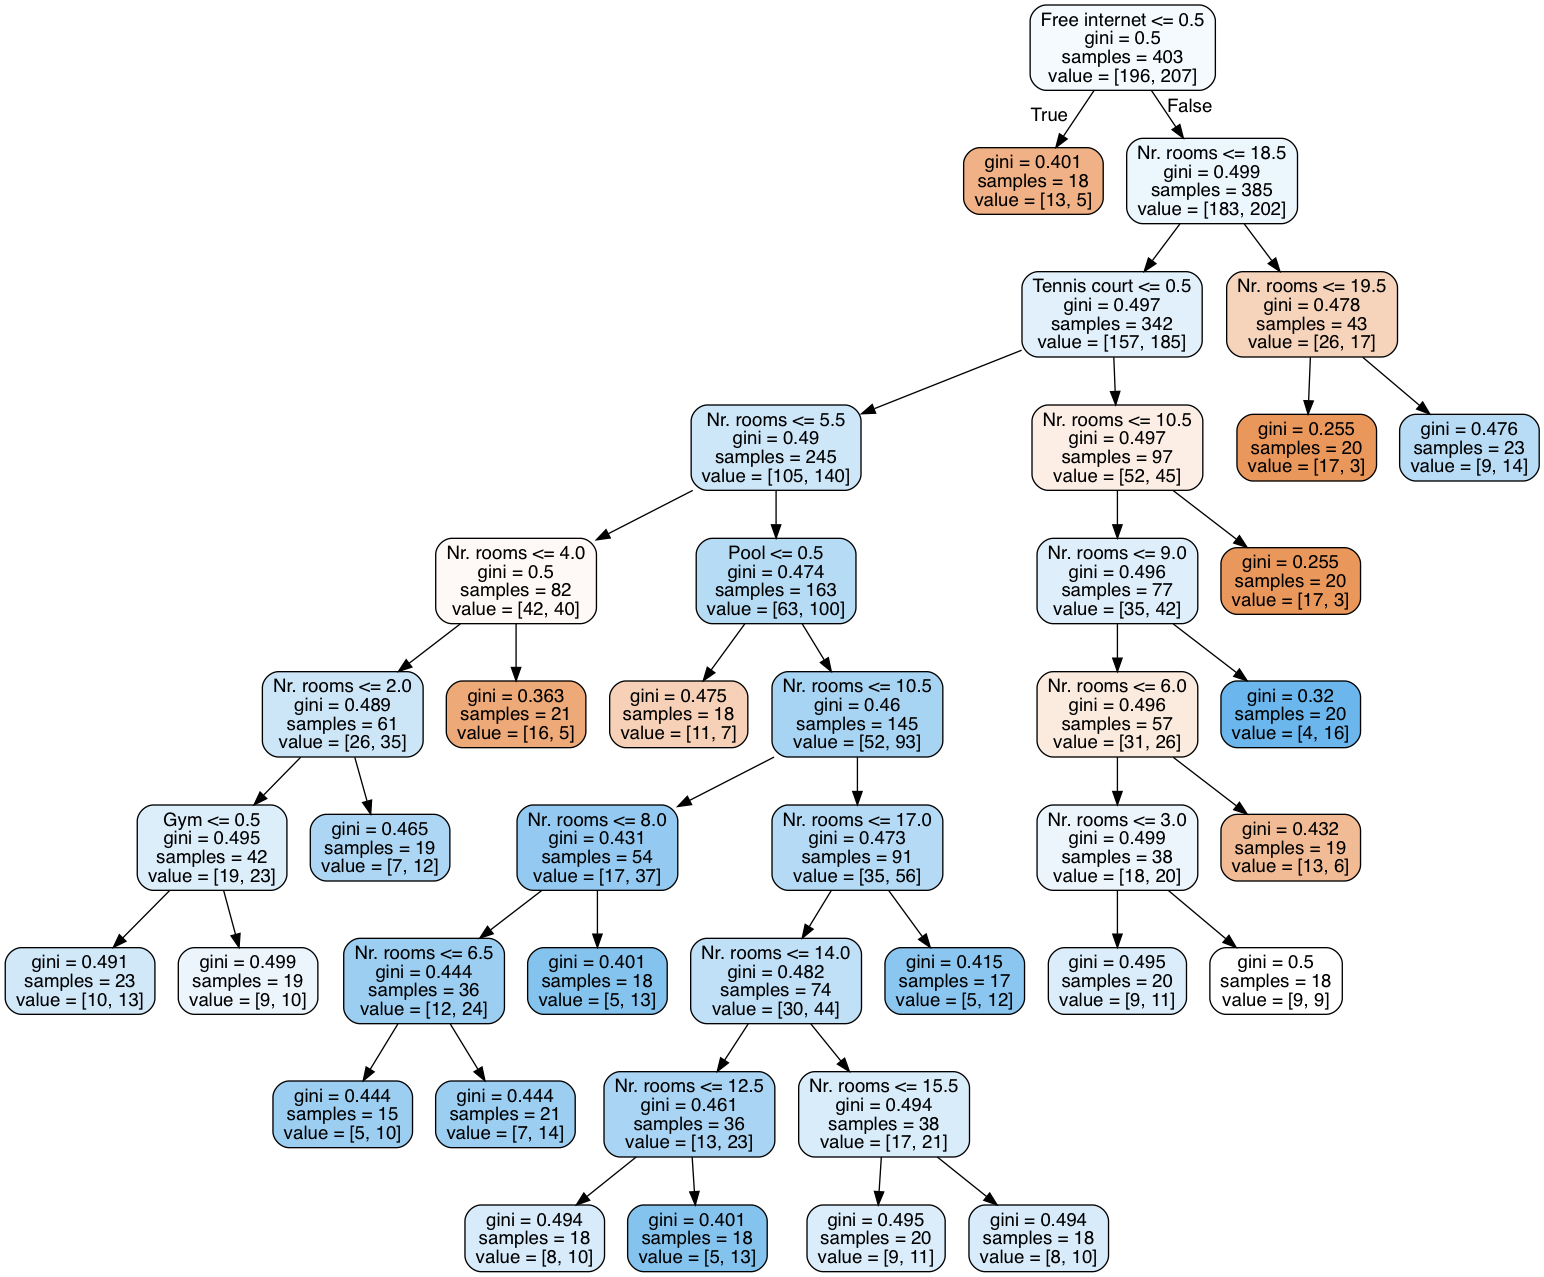 Free internet <= 0.5
gini = 0.5
samples = 403
value = [196, 207]
True
False
gini = 0.401
samples = 18
value = [13, 5]
Nr. rooms <= 18.5
gini = 0.499
samples = 385
value = [183, 202]
Tennis court <= 0.5
gini = 0.497
samples = 342
value = [157, 185]
Nr. rooms <= 19.5
gini = 0.478
samples = 43
value = [26, 17]
Nr. rooms <= 5.5
gini = 0.49
samples = 245
value = [105, 140]
Nr. rooms <= 10.5
gini = 0.497
samples = 97
value = [52, 45]
gini = 0.255
samples = 20
value = [17, 3]
gini = 0.476
samples = 23
value = [9, 14]
Nr. rooms <= 4.0
gini = 0.5
samples = 82
value = [42, 40]
Pool <= 0.5
gini = 0.474
samples = 163
value = [63, 100]
Nr. rooms <= 9.0
gini = 0.496
samples = 77
value = [35, 42]
gini = 0.255
samples = 20
value = [17, 3]
Nr. rooms <= 2.0
gini = 0.489
samples = 61
value = [26, 35]
gini = 0.363
samples = 21
value = [16, 5]
gini = 0.475
samples = 18
value = [11, 7]
Nr. rooms <= 10.5
gini = 0.46
samples = 145
value = [52, 93]
Nr. rooms <= 6.0
gini = 0.496
samples = 57
value = [31, 26]
gini = 0.32
samples = 20
value = [4, 16]
Gym <= 0.5
gini = 0.495
samples = 42
value = [19, 23]
gini = 0.465
samples = 19
value = [7, 12]
Nr. rooms <= 8.0
gini = 0.431
samples = 54
value = [17, 37]
Nr. rooms <= 17.0
gini = 0.473
samples = 91
value = [35, 56]
Nr. rooms <= 3.0
gini = 0.499
samples = 38
value = [18, 20]
gini = 0.432
samples = 19
value = [13, 6]
gini = 0.491
samples = 23
value = [10, 13]
gini = 0.499
samples = 19
value = [9, 10]
Nr. rooms <= 6.5
gini = 0.444
samples = 36
value = [12, 24]
gini = 0.401
samples = 18
value = [5, 13]
Nr. rooms <= 14.0
gini = 0.482
samples = 74
value = [30, 44]
gini = 0.415
samples = 17
value = [5, 12]
gini = 0.495
samples = 20
value = [9, 11]
gini = 0.5
samples = 18
value = [9, 9]
gini = 0.444
samples = 15
value = [5, 10]
gini = 0.444
samples = 21
value = [7, 14]
Nr. rooms <= 12.5
gini = 0.461
samples = 36
value = [13, 23]
Nr. rooms <= 15.5
gini = 0.494
samples = 38
value = [17, 21]
gini = 0.494
samples = 18
value = [8, 10]
gini = 0.401
samples = 18
value = [5, 13]
gini = 0.495
samples = 20
value = [9, 11]
gini = 0.494
samples = 18
value = [8, 10]